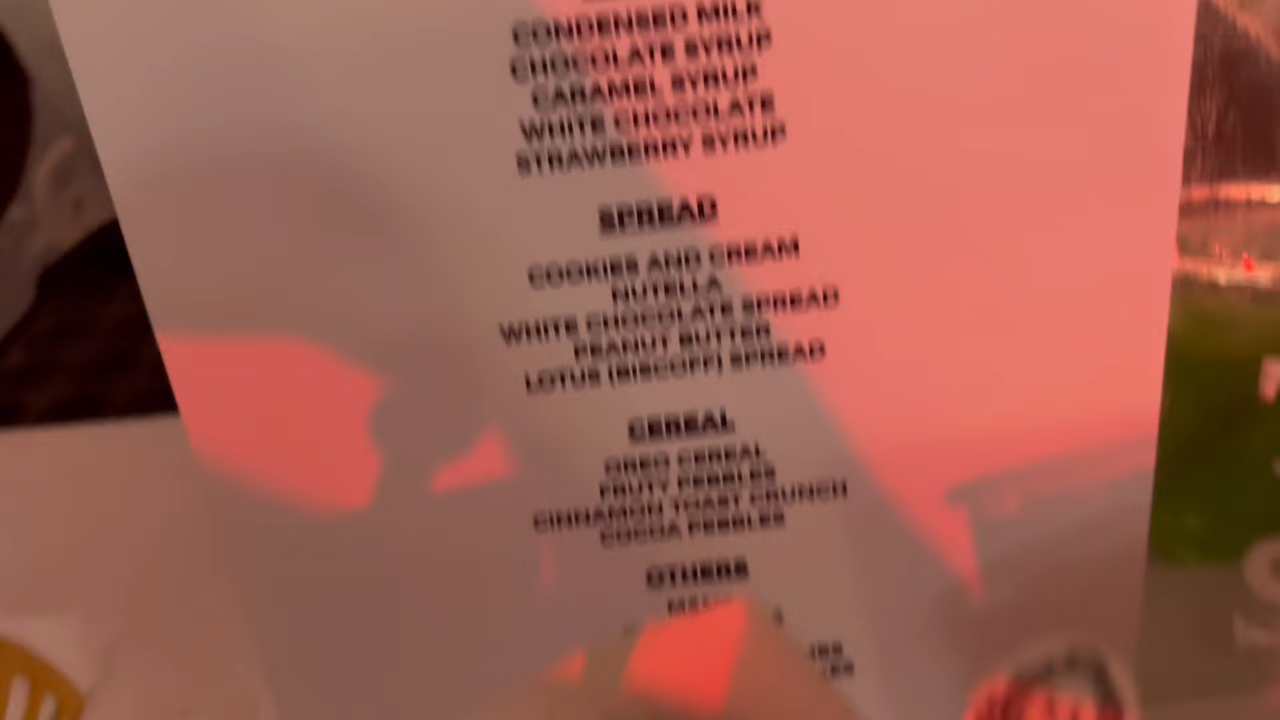 CONDENSED MILK
CHOCOLATE SYRUP
CARAMEL SYRUP
WHITE CHOCOLATE
STRAWBERRY SYRUP
SPREAD
COOKIES AND CREAM
NUTELLA
WHITE CHOCOLATE SPREAD
PEANUT BUTTER
LOTUS (BISCOFF) SPREAD
CEREAL
OREO CEREAL
FRUTY PEBBLES
CINNAMON TOAST CRUNCH
COCOA PEBBLES
OTHERS